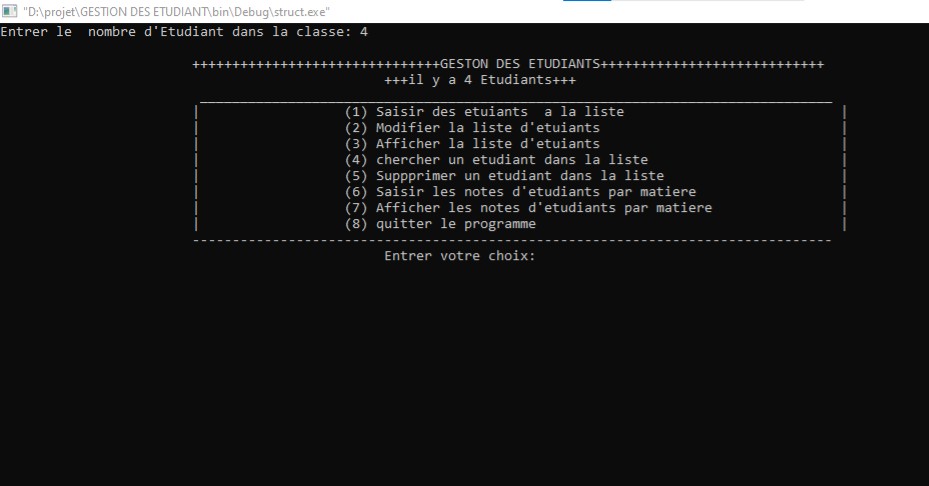 "D:\projet\GESTION DES ETUDIANT\bin\Debug\struct.exe"
Entrer le  nombre d'Etudiant dans la classe: 4
+++++++++++++++++++++++++++++++GESTON DES ETUDIANTS++++++++++++++++++++++++++++
+++il y a 4 Etudiants+++
_______________________________________________________________________________
| (1) Saisir des etuiants  a la liste |
| (2) Modifier la liste d'etuiants |
| (3) Afficher la liste d'etuiants |
| (4) chercher un etudiant dans la liste |
| (5) Suppprimer un etudiant dans la liste |
| (6) Saisir les notes d'etudiants par matiere |
| (7) Afficher les notes d'etudiants par matiere |
| (8) quitter le programme |
--------------------------------------------------------------------------------
Entrer votre choix: